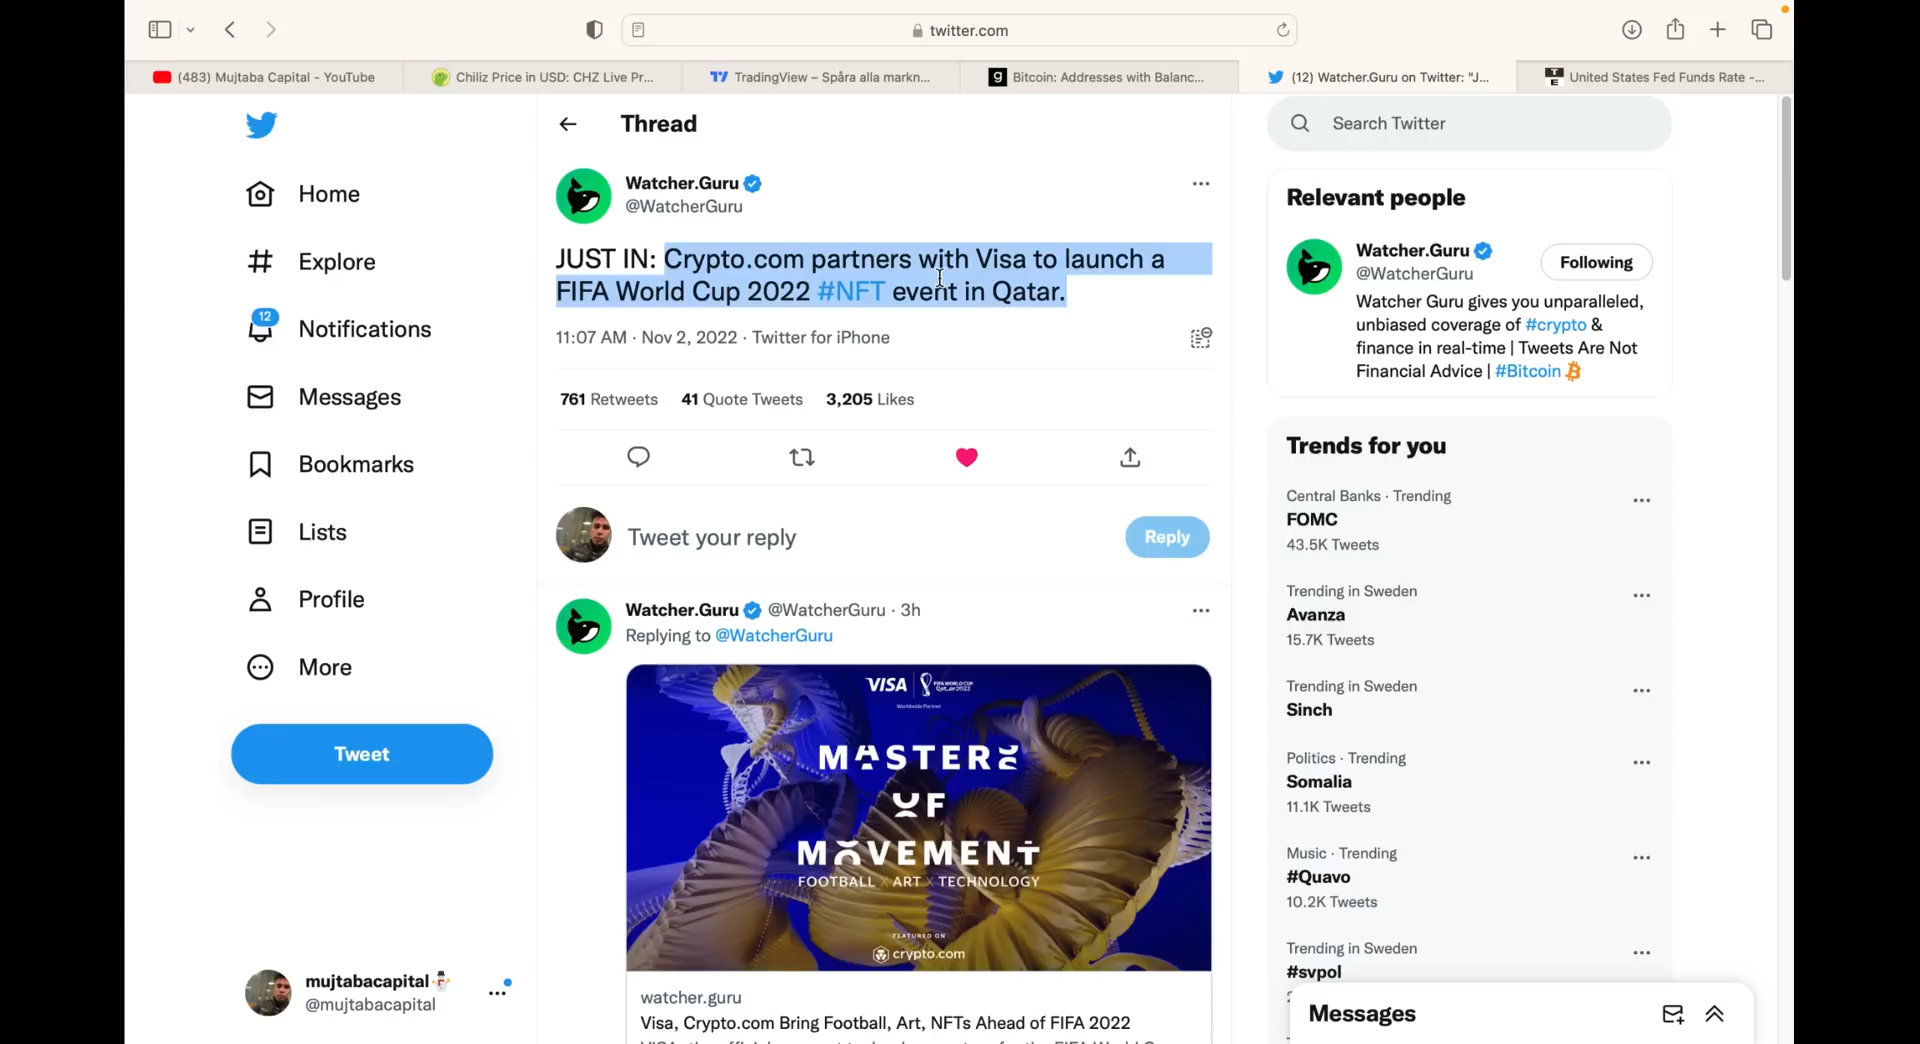 twitter.com
(483) Mujtaba Capital - YouTube
Chiliz Price in USD: CHZ Live Pr...
TradingView – Spåra alla markn...
Bitcoin: Addresses with Balanc...
(12) Watcher.Guru on Twitter: "J...
United States Fed Funds Rate -...
Home
Explore
12
Notifications
Messages
Bookmarks
Lists
Profile
More
Tweet
mujtabacapital
@mujtabacapital
Thread
Watcher.Guru
@WatcherGuru
JUST IN: Crypto.com partners with Visa to launch a
FIFA World Cup 2022 #NFT event in Qatar.
11:07 AM · Nov 2, 2022 · Twitter for iPhone
761 Retweets 41 Quote Tweets 3,205 Likes
Tweet your reply
Reply
Watcher.Guru @WatcherGuru · 3h
Replying to @WatcherGuru
VISA FIFA WORLD CUP
Qatar2022
Worldwide Partner
MASTERS
OF
MOVEMENT
FOOTBALL X ART X TECHNOLOGY
FEATURED ON
crypto.com
watcher.guru
Visa, Crypto.com Bring Football, Art, NFTs Ahead of FIFA 2022
Search Twitter
Relevant people
Watcher.Guru
@WatcherGuru
Following
Watcher Guru gives you unparalleled,
unbiased coverage of #crypto &
finance in real-time | Tweets Are Not
Financial Advice | #Bitcoin
Trends for you
Central Banks · Trending
FOMC
43.5K Tweets
Trending in Sweden
Avanza
15.7K Tweets
Trending in Sweden
Sinch
Politics · Trending
Somalia
11.1K Tweets
Music · Trending
#Quavo
10.2K Tweets
Trending in Sweden
#svpol
Messages